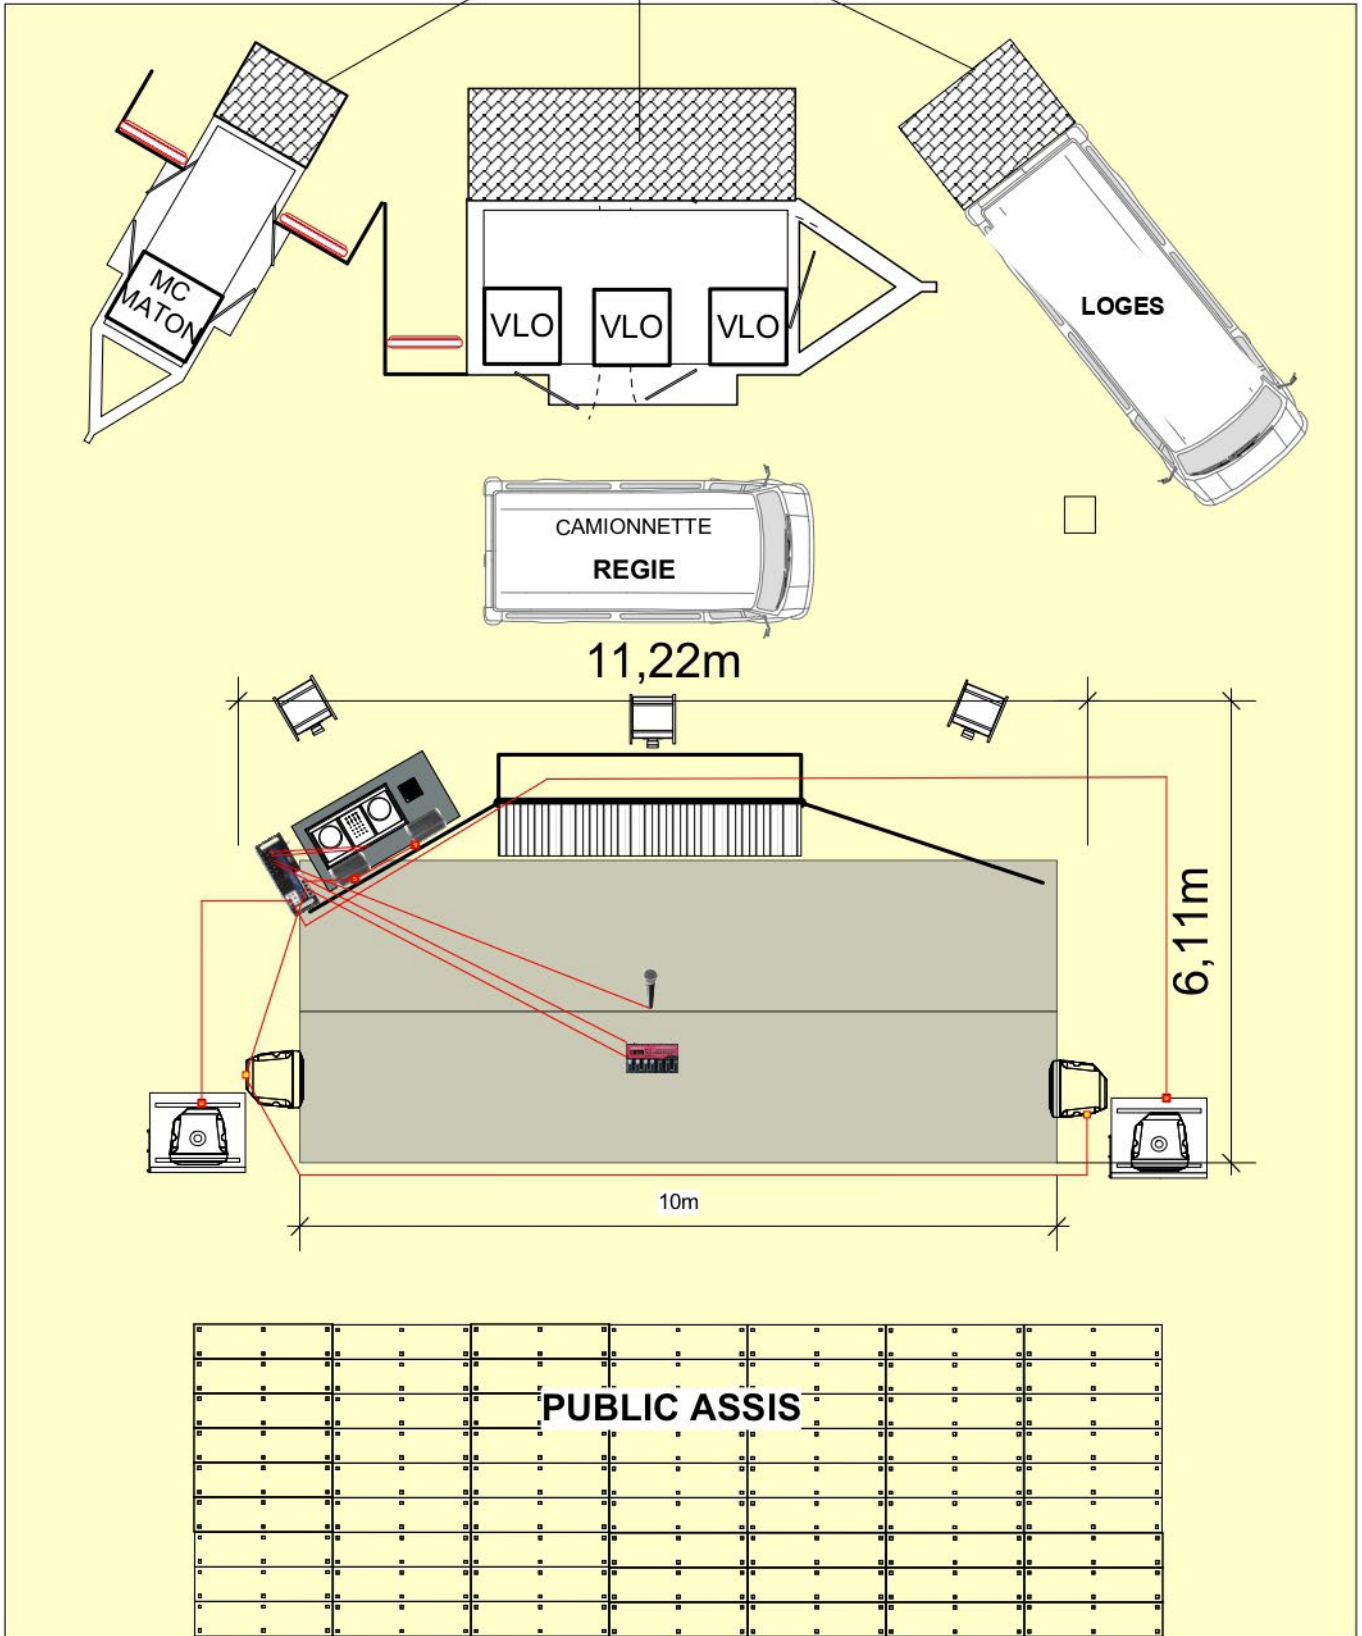 MC
MATON
VLO
VLO
VLO
LOGES
CAMIONNETTE
REGIE
11,22m
6,11m
10m
PUBLIC ASSIS